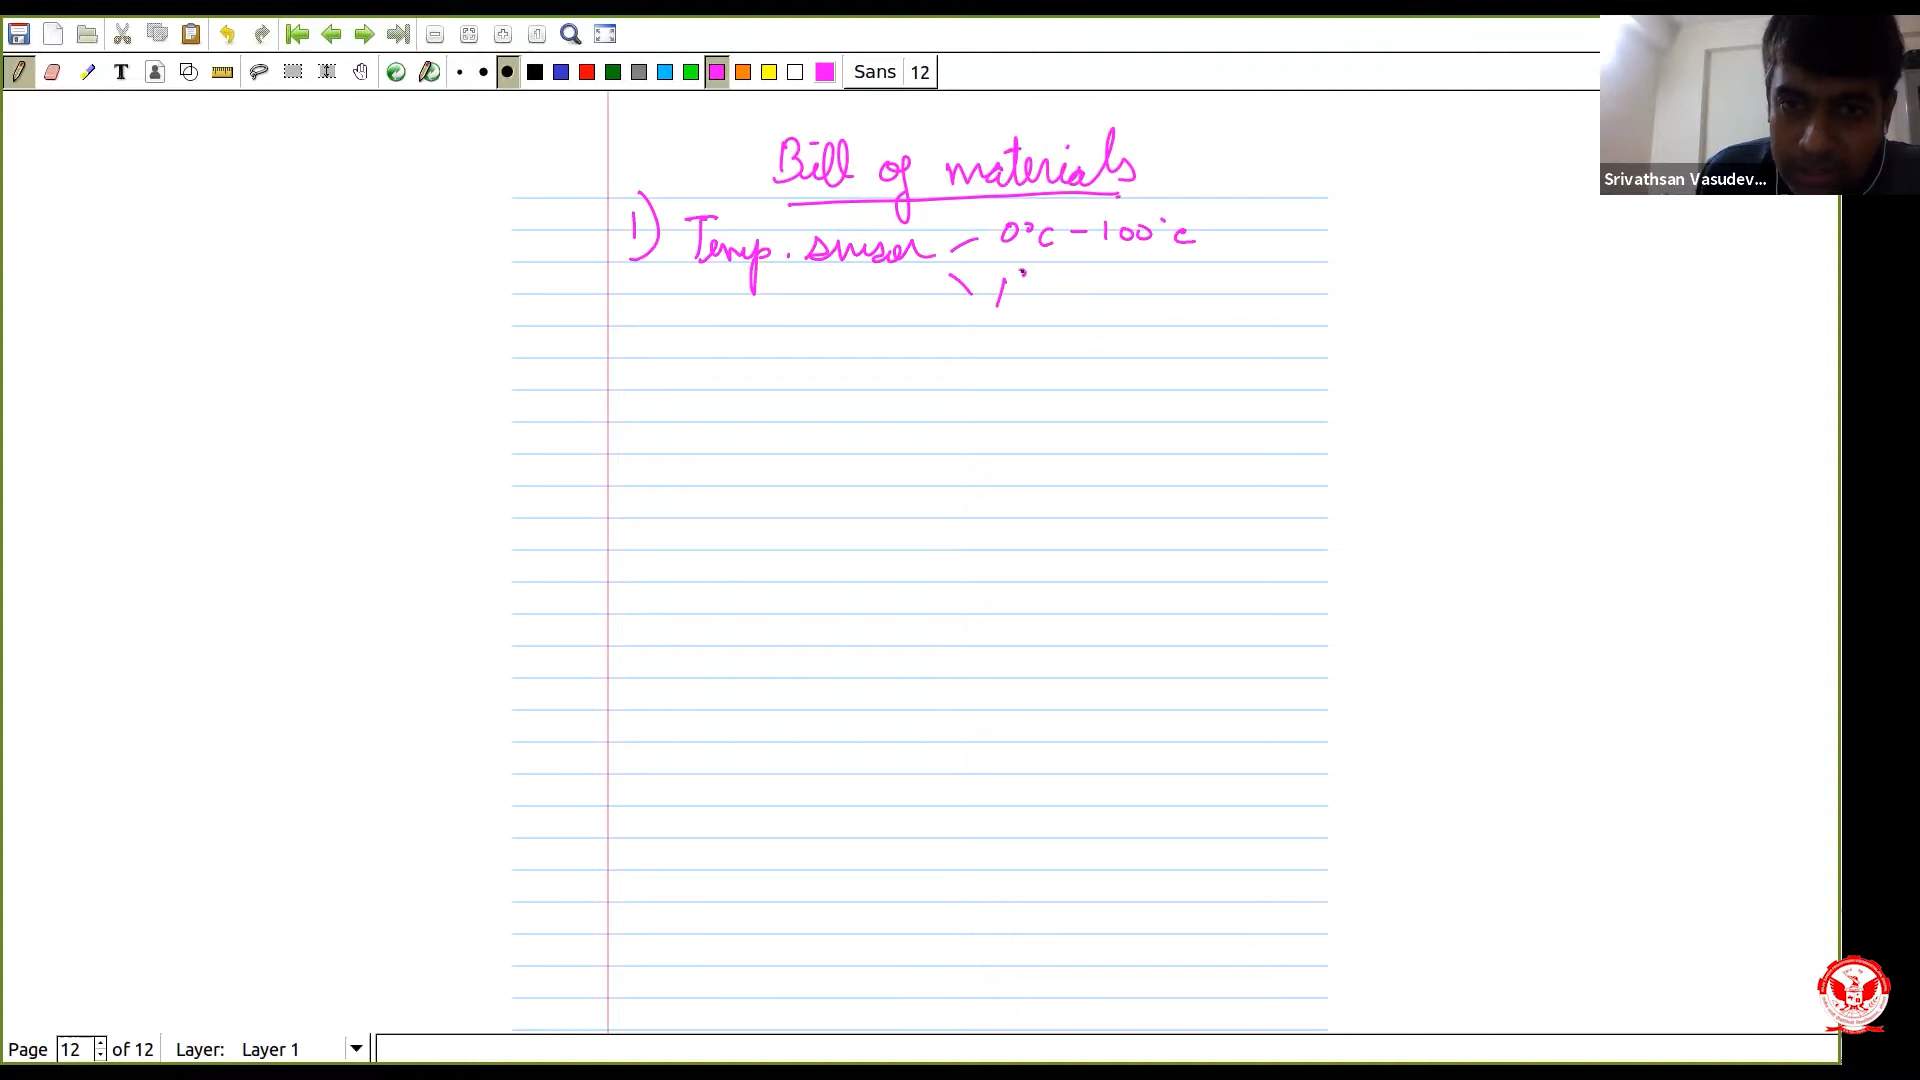 Sans 12
Srivathsan Vasudev...
Bill of materials
1) Temp. sensor - 0°C - 100°C
1°
Page 12 of 12 Layer: Layer 1